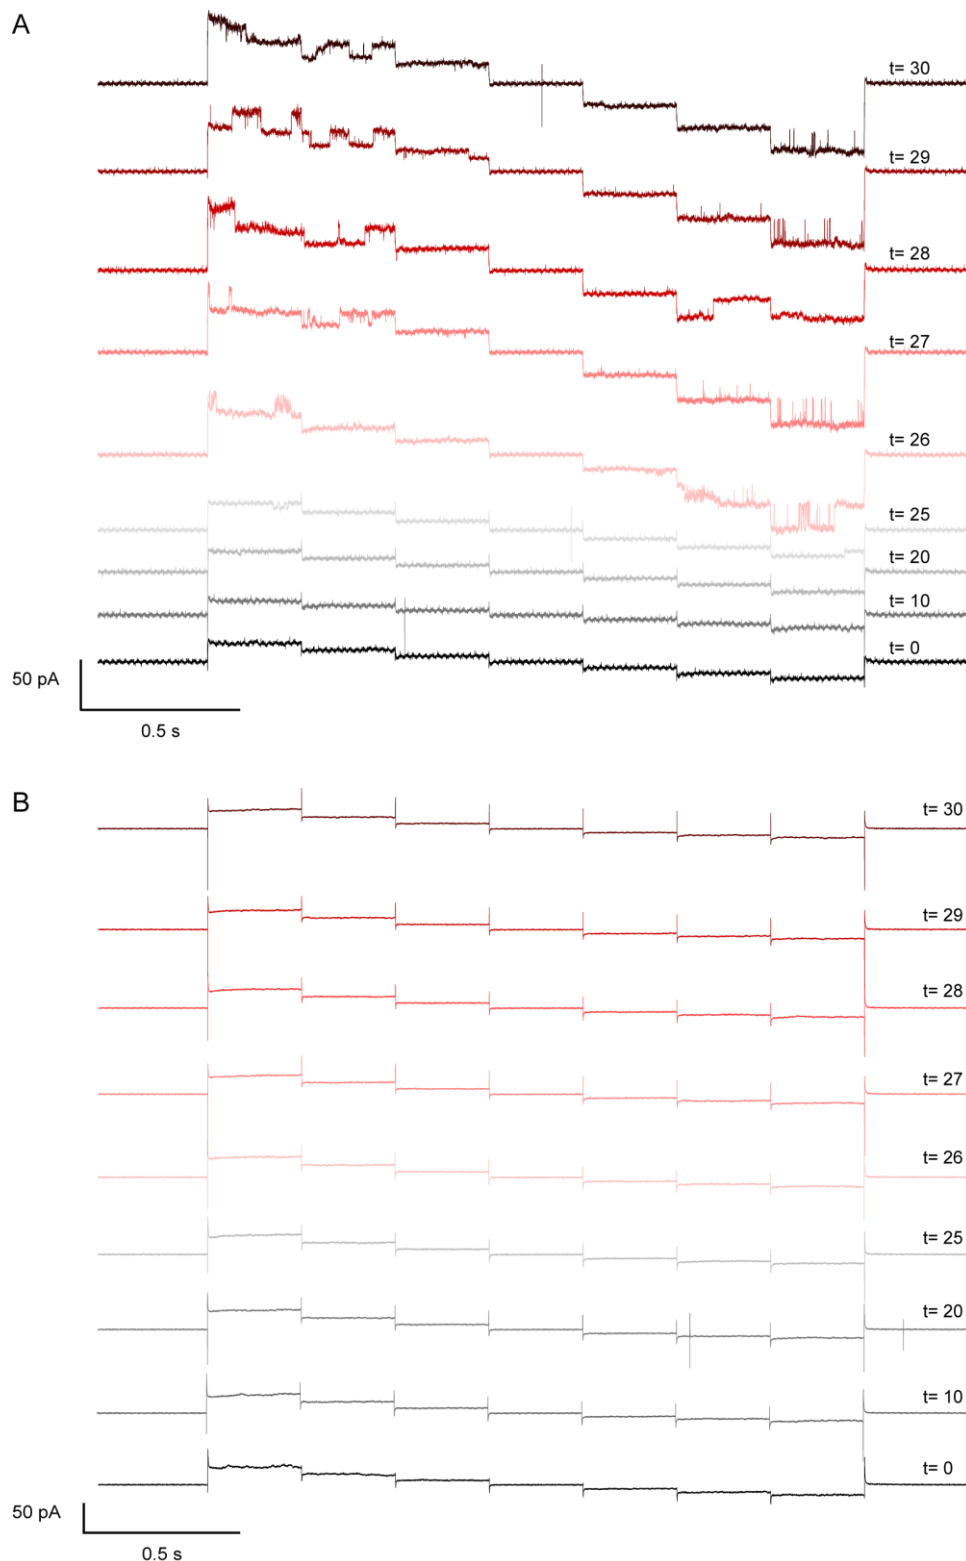 A
t= 30
t= 29
t= 28
t= 27
t= 26
t= 25
t= 20
t= 10
t= 0
50 pA
0.5 s
B
t= 30
t= 29
t= 28
t= 27
t= 26
t= 25
t= 20
t= 10
t= 0
50 pA
0.5 s